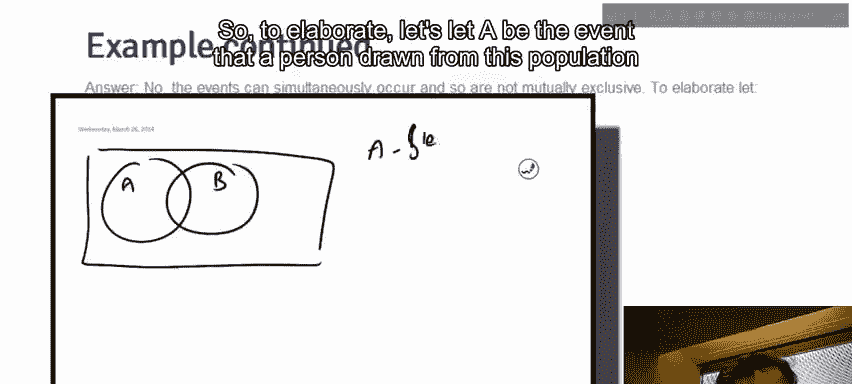 So, to elaborate, let's let A be the event
that a person drawn from this population
Example continued
Answer: No, the events can simultaneously occur and so are not mutually exclusive. To elaborate let:
Wednesday, March 26, 2014
A -
A
B